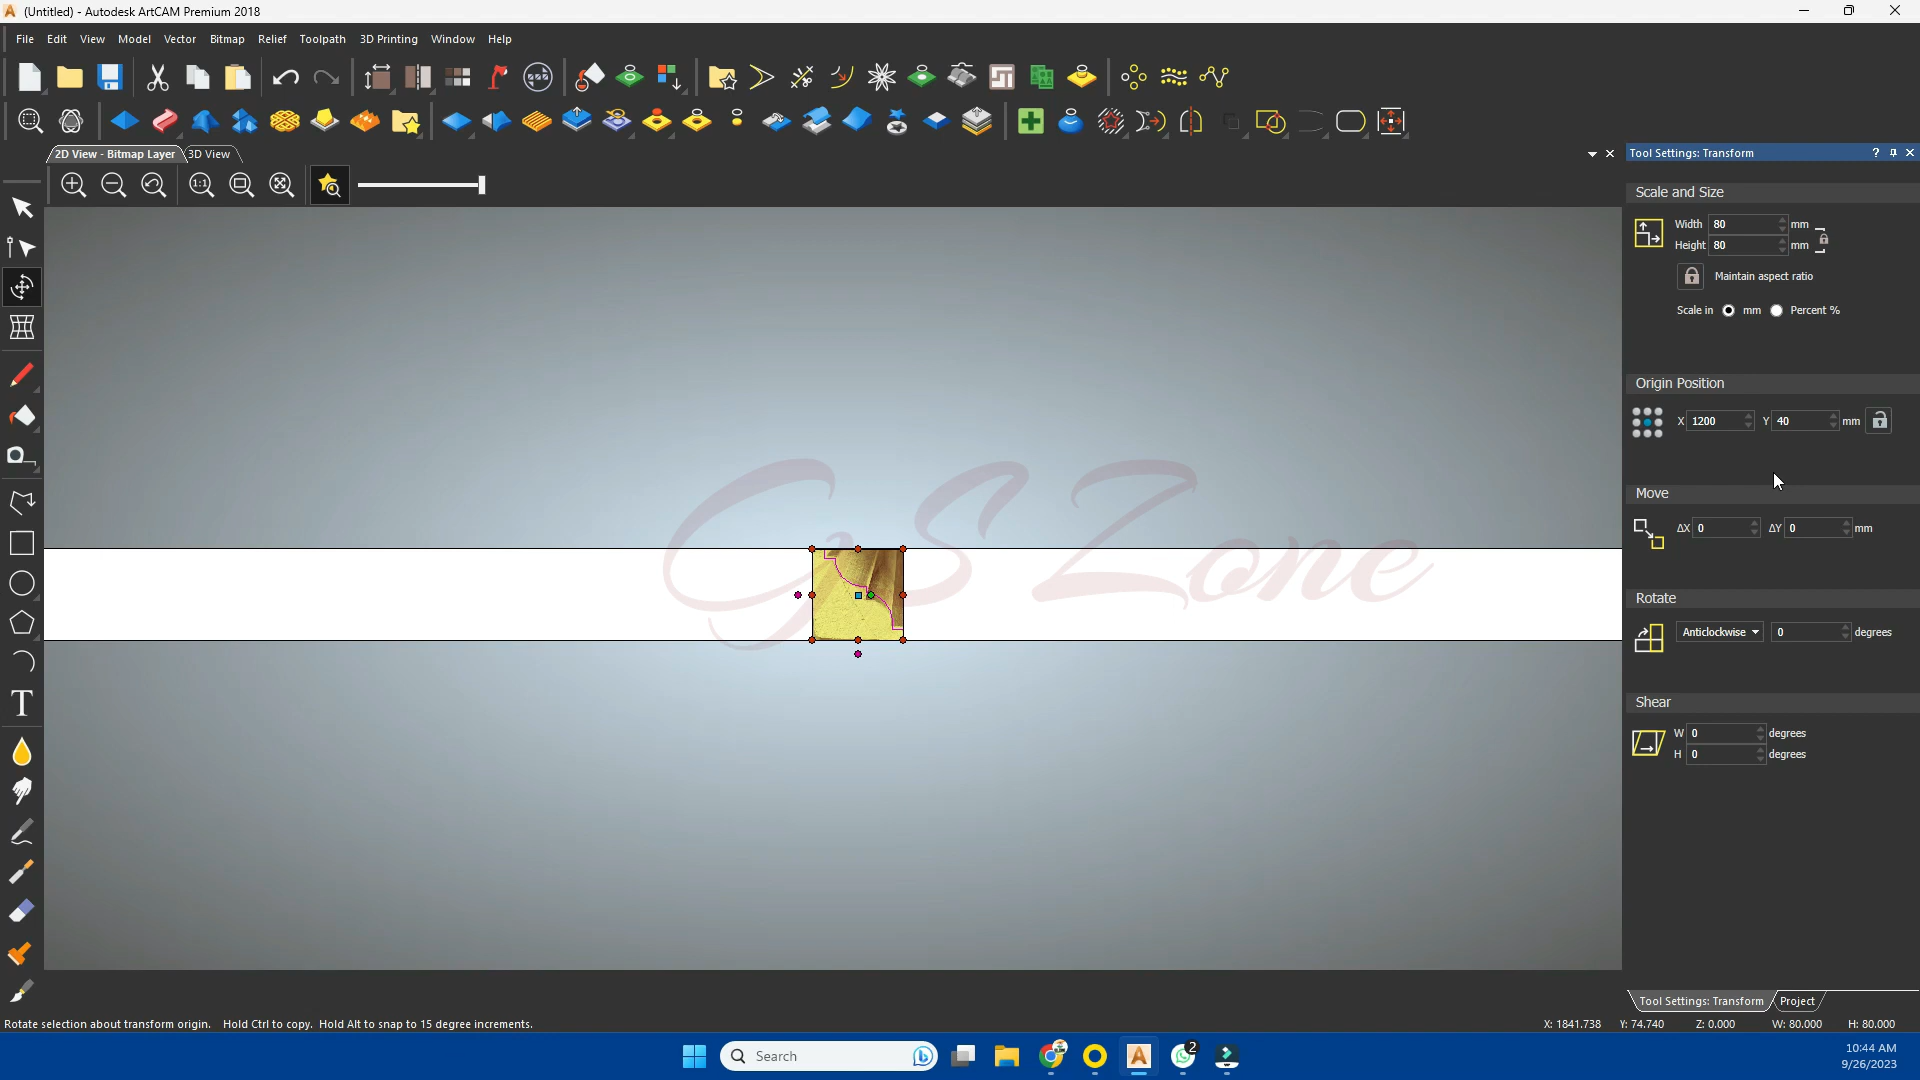 (Untitled) - Autodesk ArtCAM Premium 2018
File Edit View Model Vector Bitmap Relief Toolpath 3D Printing Window Help
2D View - Bitmap Layer 3D View
Tool Settings: Transform ?
1:1
Scale and Size
Width 80 mm
Height 80 mm
Maintain aspect ratio
Scale in mm Percent %
Origin Position
X 1200 Y 40 mm
Move
ΔX 0 ΔY 0 mm
Rotate
Anticlockwise 0 degrees
Shear
W 0 degrees
H 0 degrees
GSZone
T
Tool Settings: Transform Project
Rotate selection about transform origin. Hold Ctrl to copy. Hold Alt to snap to 15 degree increments.
X: 1841.738 Y: 74.740 Z: 0.000 W: 80.000 H: 80.000
Search
2
10:44 AM
9/26/2023